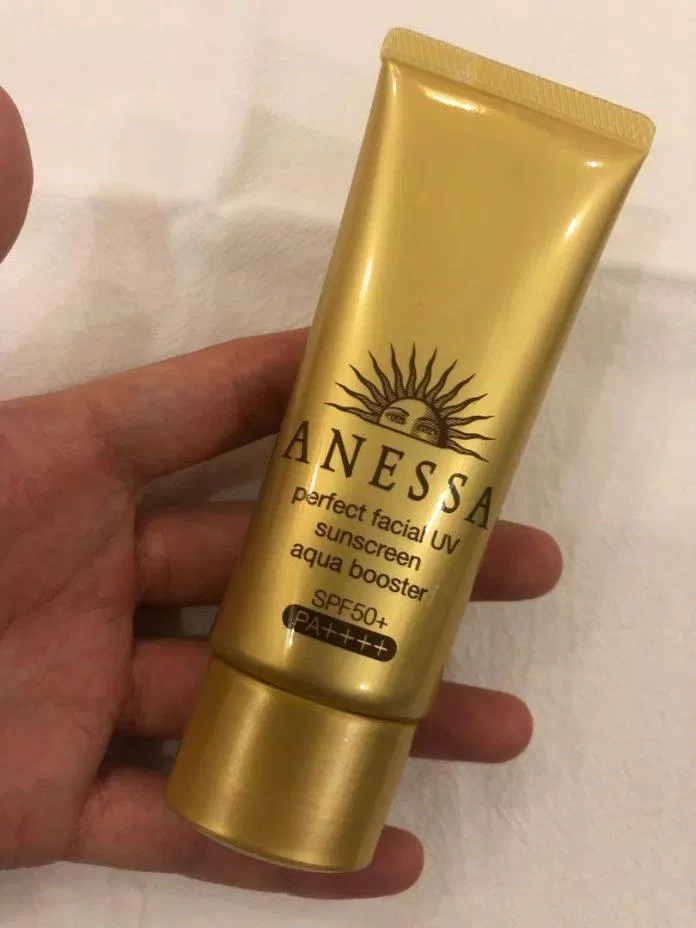 ANESSA
perfect facial UV
sunscreen
aqua booster
SPF50+
PA++++